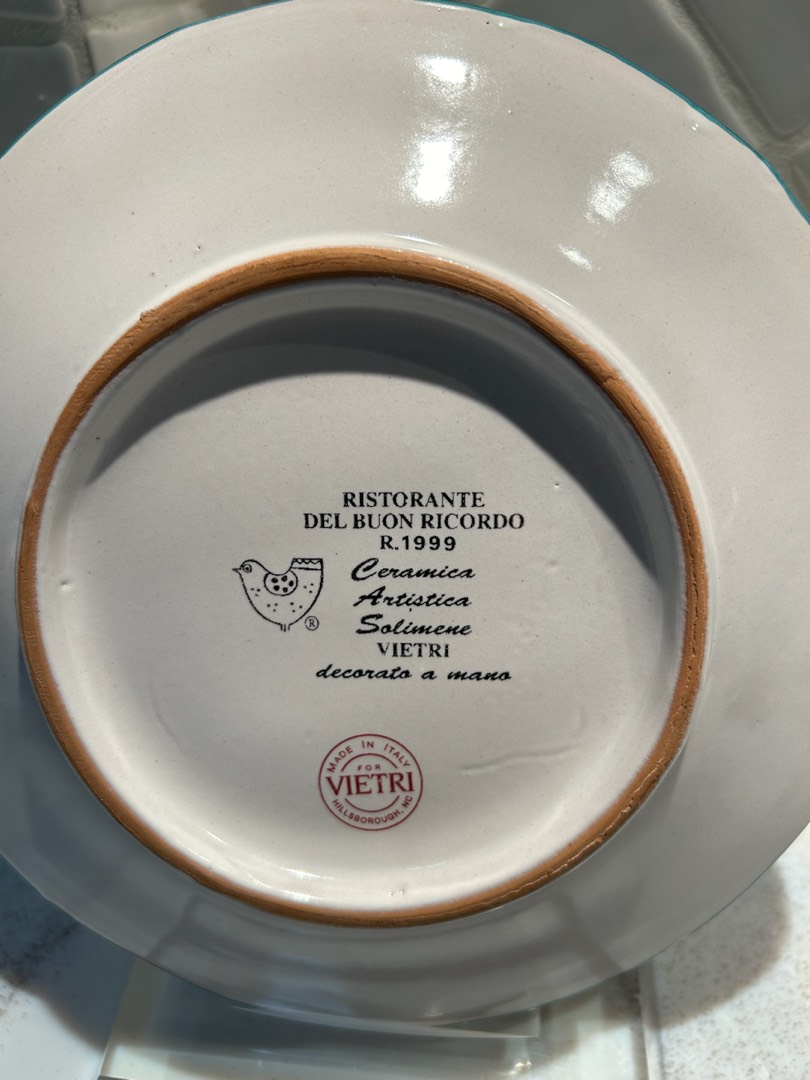 RISTORANTE
DEL BUON RICORDO
R.1999
Ceramica
Artistica
Solimene
VIETRI
decorato a mano
®
MADE IN ITALY
FOR
VIETRI
HILLSBOROUGH, NC